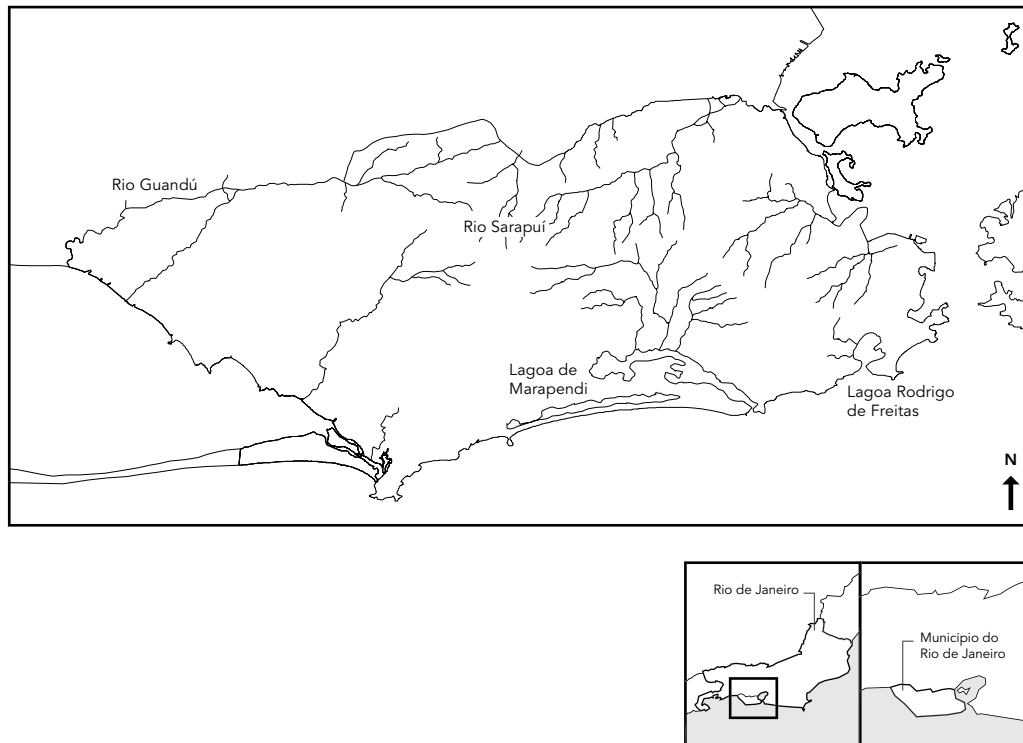 Rio Guandú
Rio Sarapuí
Lagoa de
Marapendi
Lagoa Rodrigo
de Freitas
N
Rio de Janeiro
Município do
Rio de Janeiro